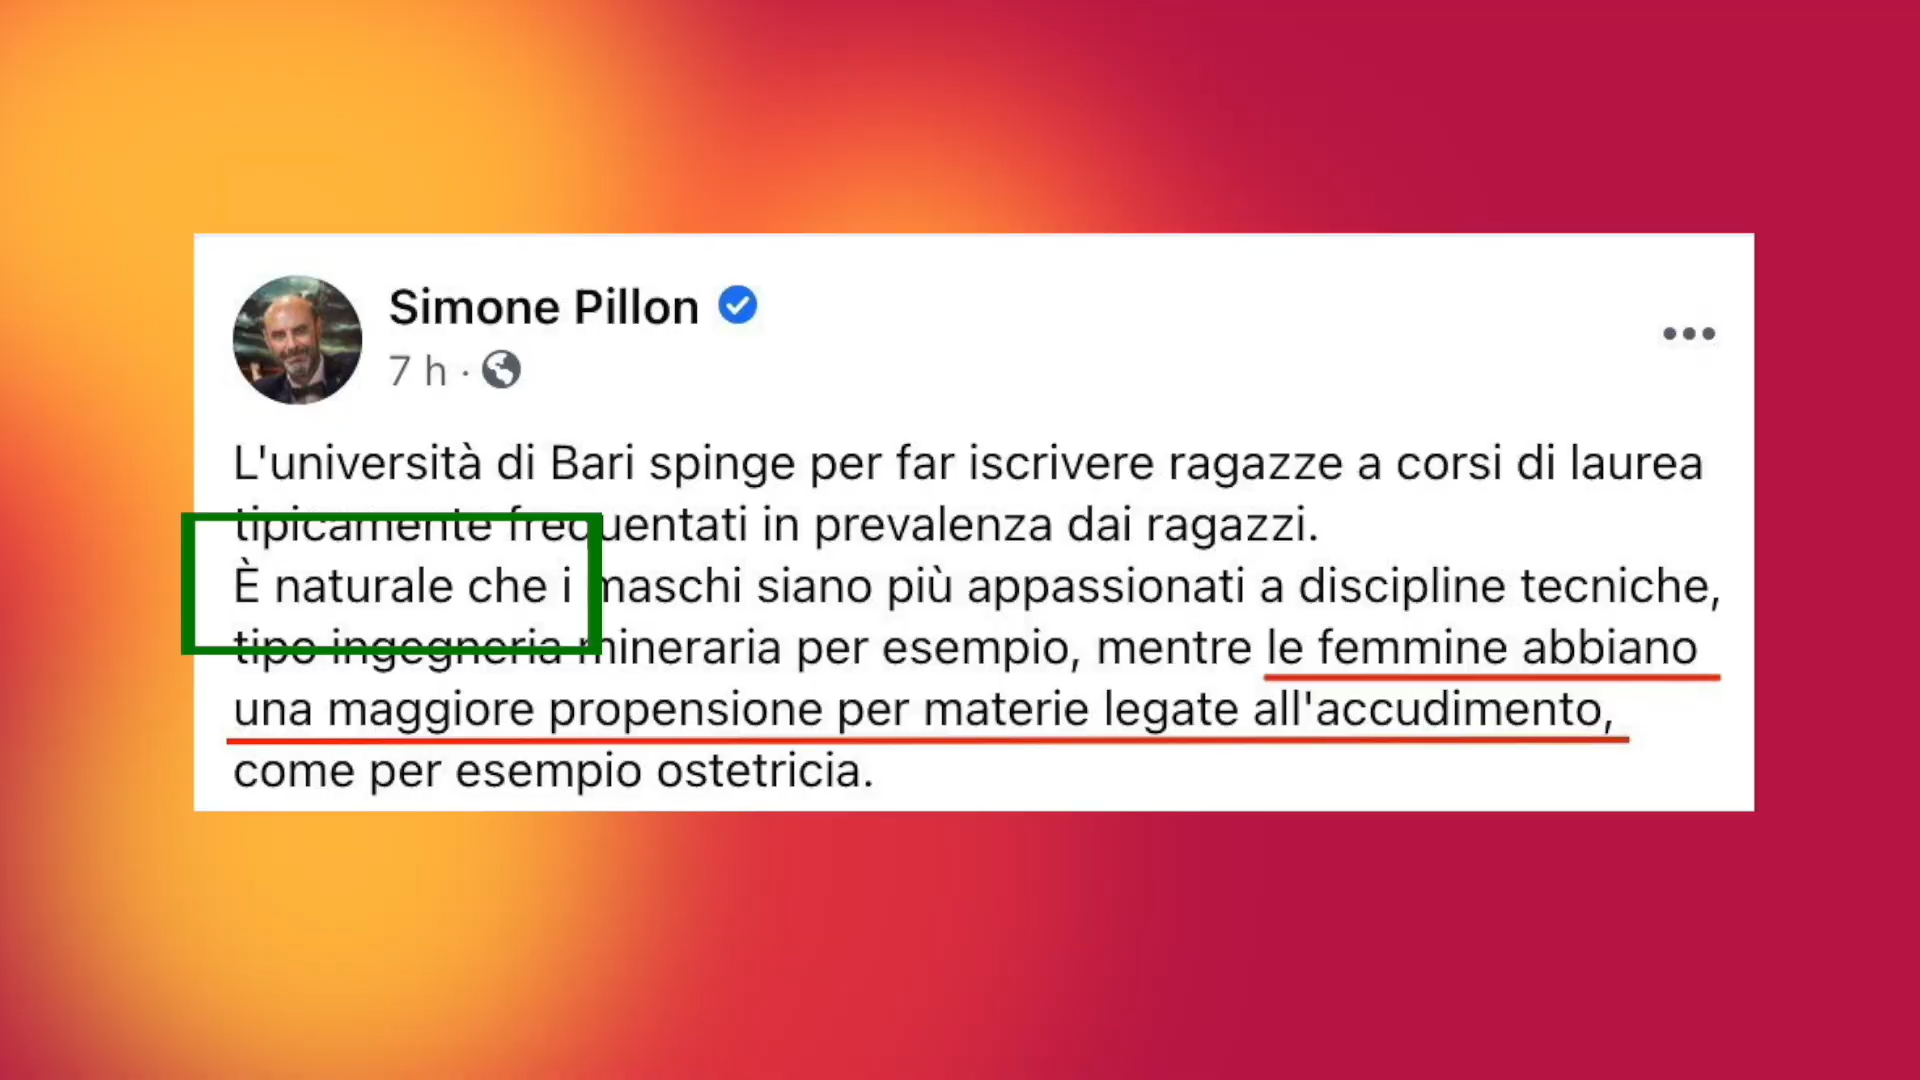 Simone Pillon
7 h ·
L'università di Bari spinge per far iscrivere ragazze a corsi di laurea
tipicamente frequentati in prevalenza dai ragazzi.
È naturale che i maschi siano più appassionati a discipline tecniche,
tipo ingegneria mineraria per esempio, mentre le femmine abbiano
una maggiore propensione per materie legate all'accudimento,
come per esempio ostetricia.